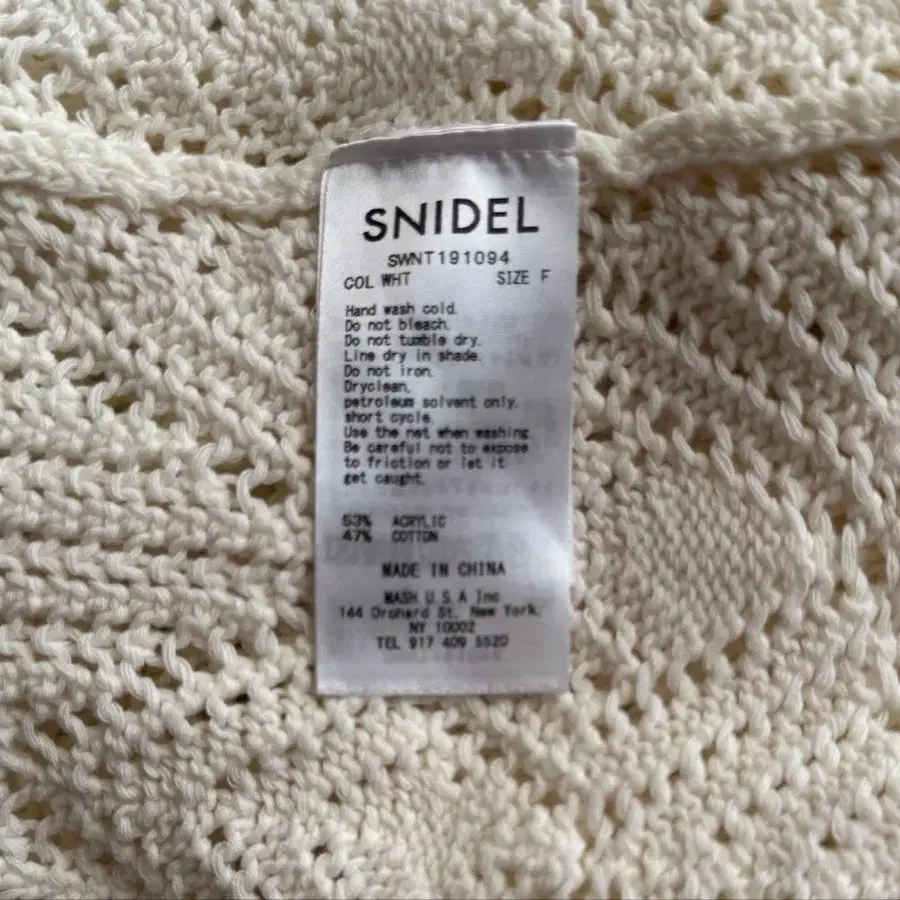 SNIDEL
SWNT191094
COL WHT SIZE F
Hand wash cold.
Do not bleach.
Do not tumble dry.
Line dry in shade.
Do not iron.
Dryclean,
petroleum solvent only.
short cycle.
Use the net when washing.
Be careful not to expose
to friction or let it
get caught.
53% ACRYLIC
47% COTTON
MADE IN CHINA
MASH U.S.A Inc
144 Orchard St, New York,
NY 10002
TEL 917 409 5520